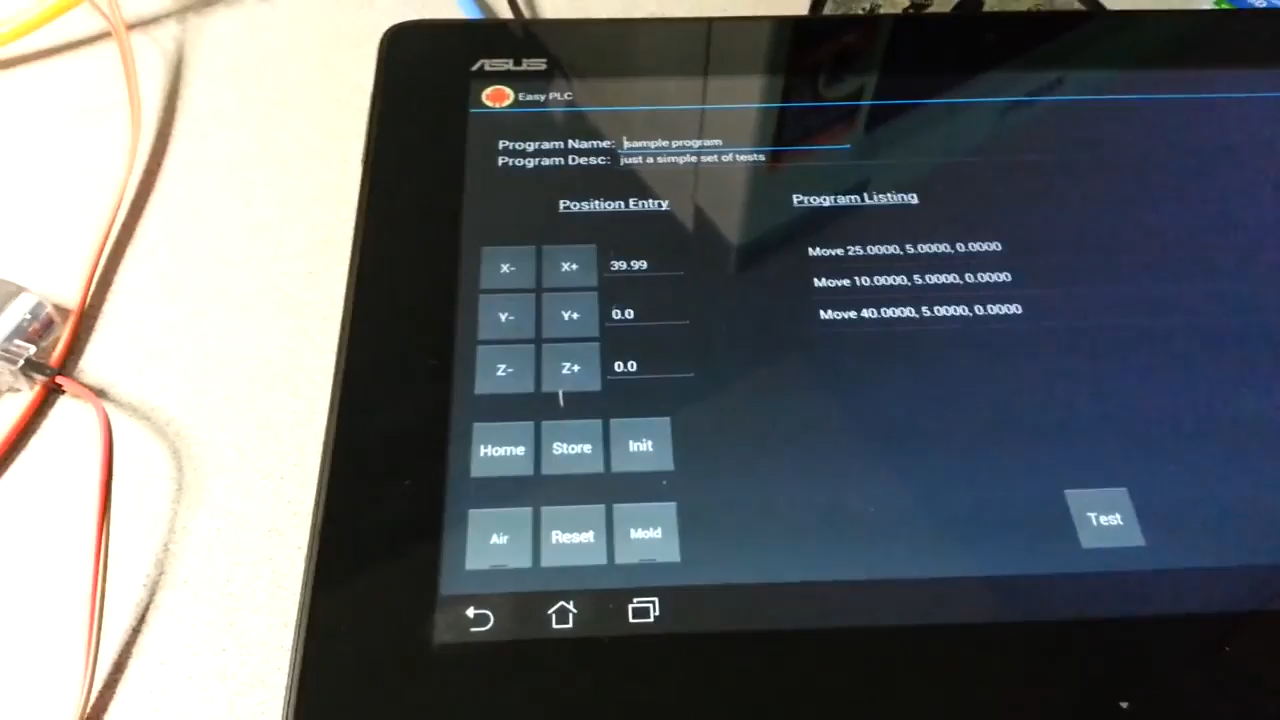 ASUS
Easy PLC
Program Name: sample program
Program Desc: just a simple set of tests
Position Entry
Program Listing
X- X+ 39.99
Y- Y+ 0.0
Z- Z+ 0.0
Move 25.0000, 5.0000, 0.0000
Move 10.0000, 5.0000, 0.0000
Move 40.0000, 5.0000, 0.0000
Home Store Init
Air Reset Mold
Test